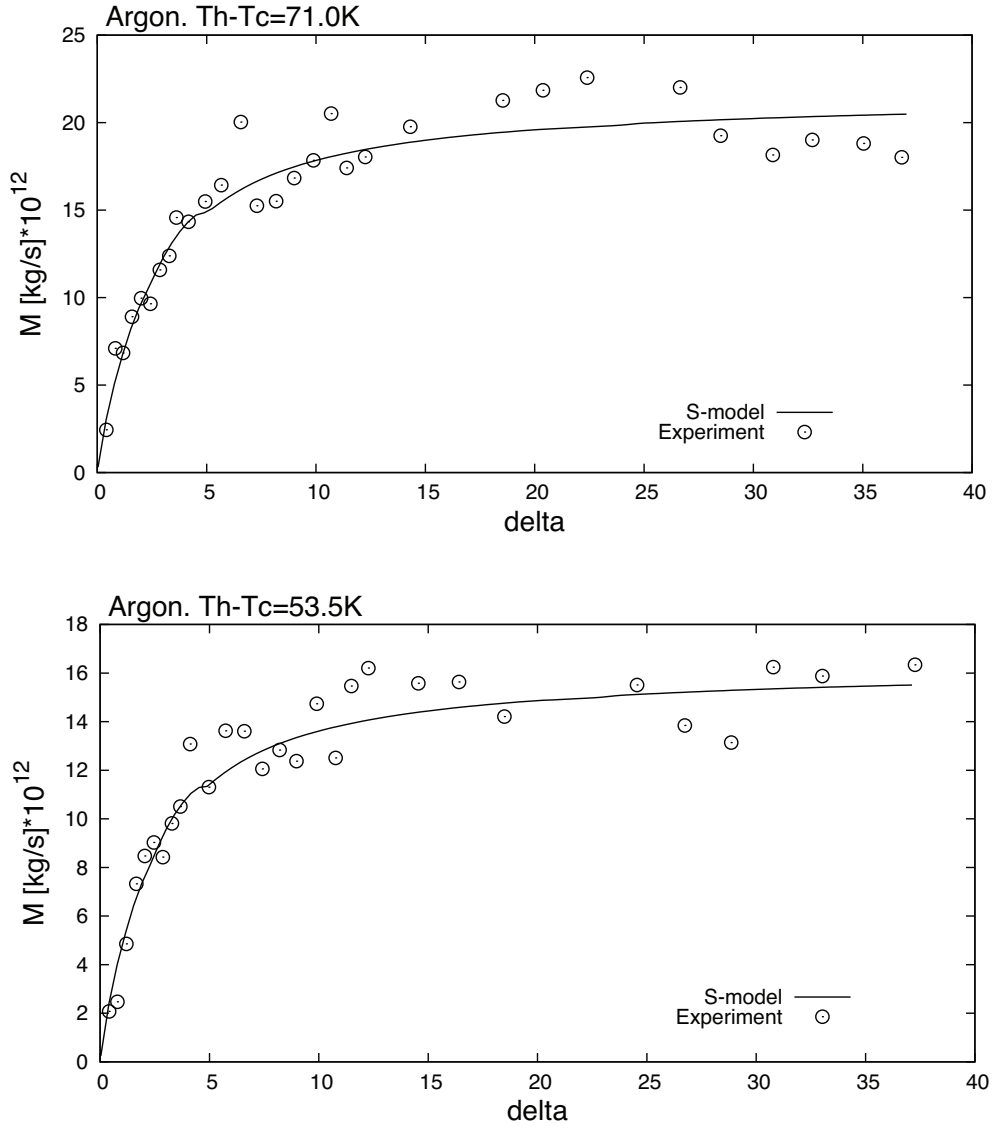 Argon. Th-Tc=71.0K
25
20
15
10
5
0
M [kg/s]*10^12
S-model
Experiment
0 5 10 15 20 25 30 35 40
delta
Argon. Th-Tc=53.5K
18
16
14
12
10
8
6
4
2
0
M [kg/s]*10^12
S-model
Experiment
0 5 10 15 20 25 30 35 40
delta